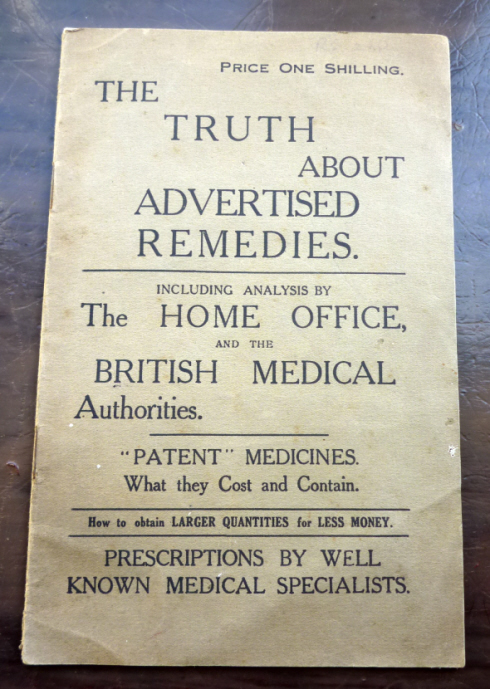 PRICE ONE SHILLING.
THE
TRUTH
ABOUT
ADVERTISED
REMEDIES.
INCLUDING ANALYSIS BY
The HOME OFFICE,
AND THE
BRITISH MEDICAL
Authorities.
"PATENT" MEDICINES.
What they Cost and Contain.
How to obtain LARGER QUANTITIES for LESS MONEY.
PRESCRIPTIONS BY WELL
KNOWN MEDICAL SPECIALISTS.